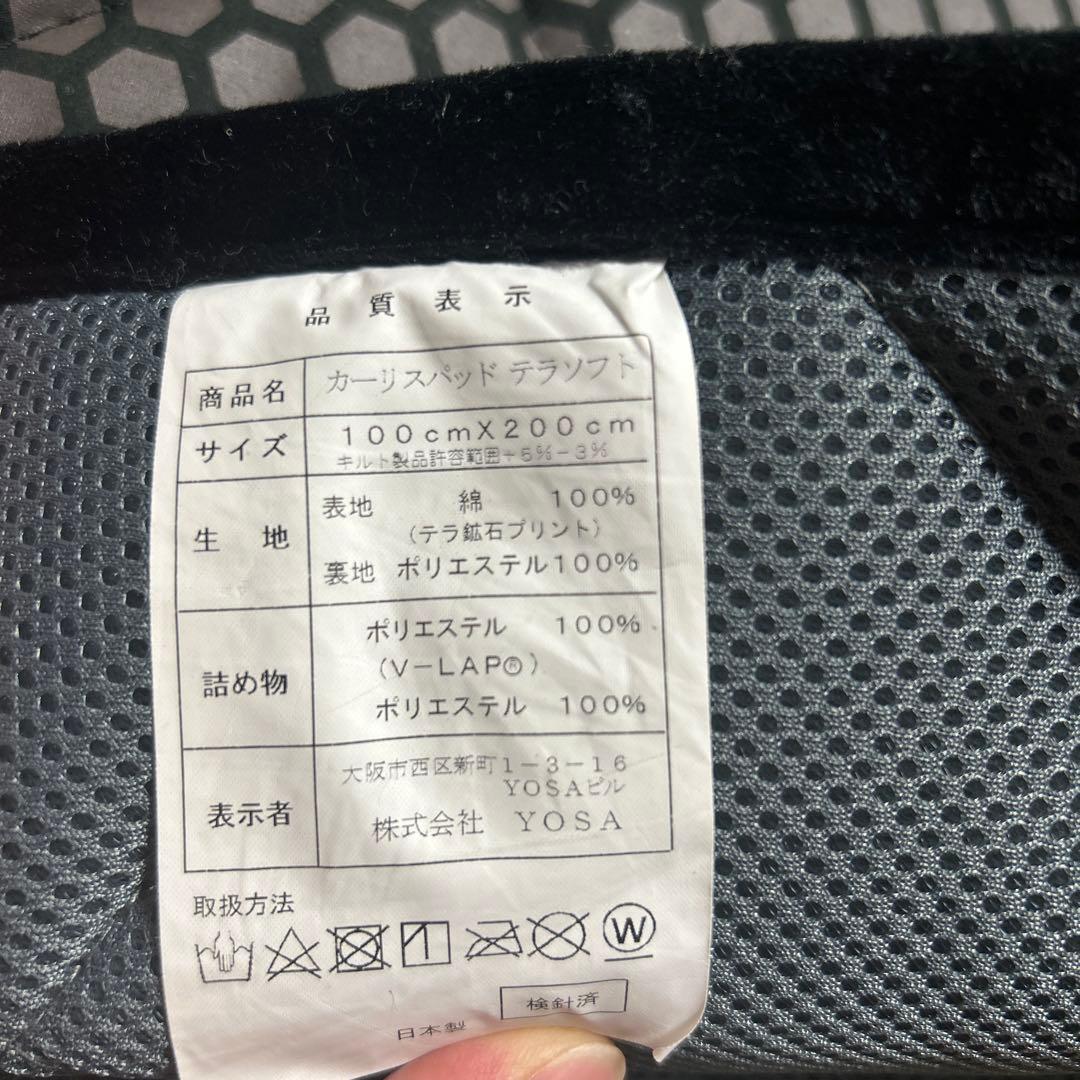 品質表示
商品名 カーリスパッド テラソフト
サイズ 100cmX200cm
キルト製品許容範囲+5%-3%
生地 表地 綿 100%
(テラ鉱石プリント)
裏地 ポリエステル100%
詰め物 ポリエステル 100%
(V-LAP®)
ポリエステル 100%
表示者 大阪市西区新町1-3-16
YOSAビル
株式会社 YOSA
取扱方法
W
検針済
日本製